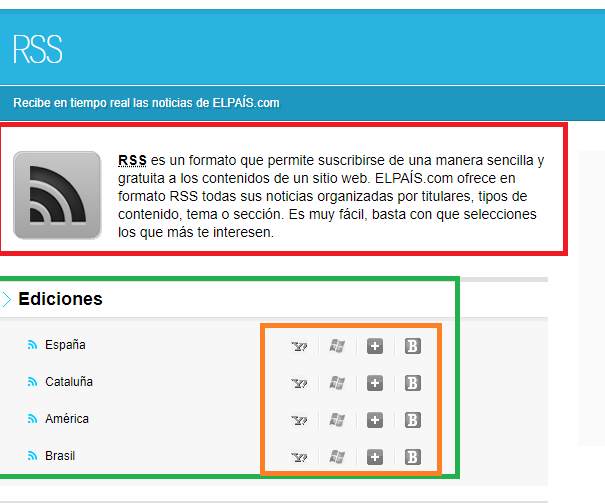 RSS
Recibe en tiempo real las noticias de ELPAÍS.com
RSS es un formato que permite suscribirse de una manera sencilla y
gratuita a los contenidos de un sitio web. ELPAÍS.com ofrece en
formato RSS todas sus noticias organizadas por titulares, tipos de
contenido, tema o sección. Es muy fácil, basta con que selecciones
los que más te interesen.
Ediciones
España Y! + B
Cataluña Y! + B
América Y! + B
Brasil Y! + B